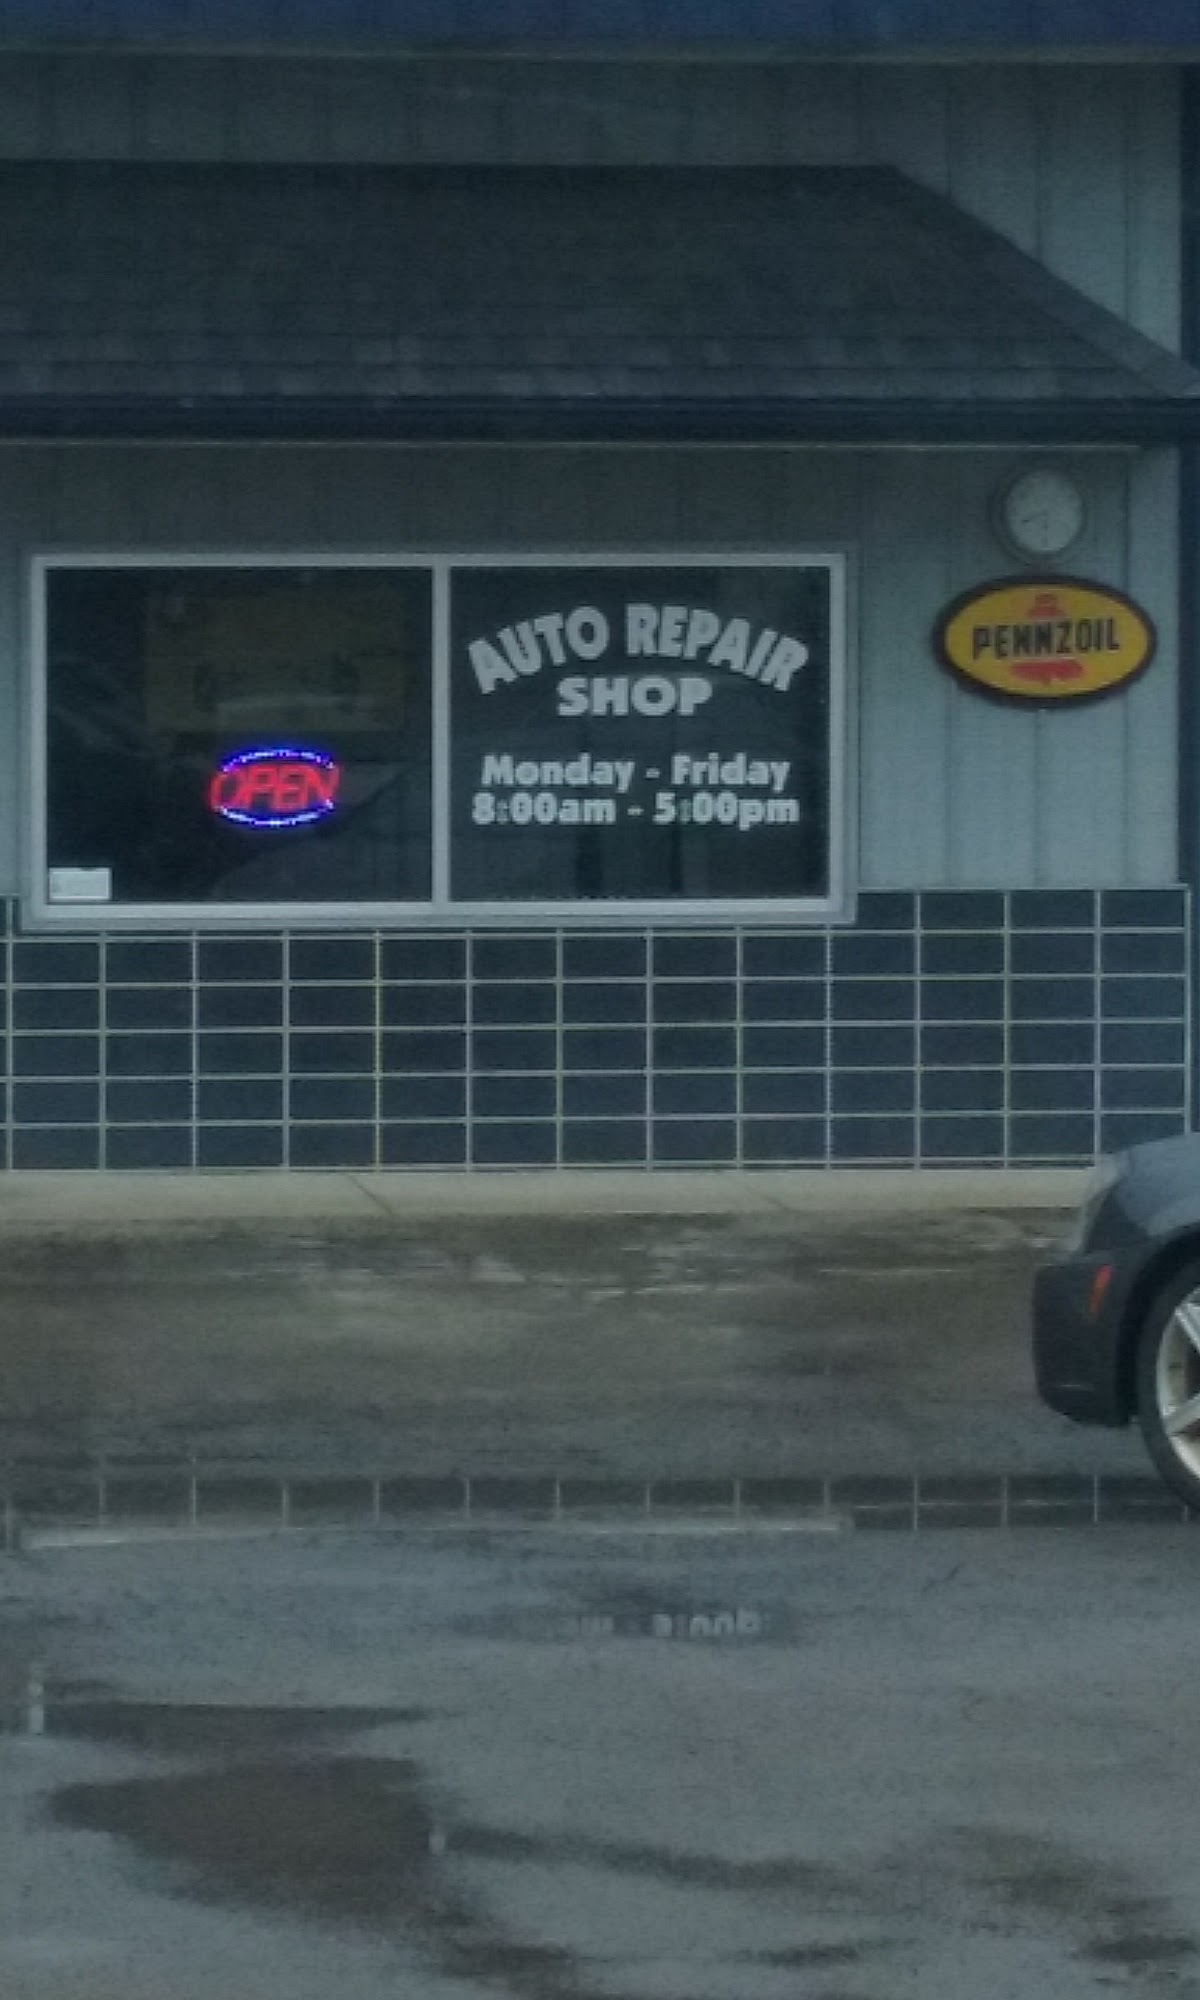 AUTO REPAIR
SHOP
Monday - Friday
8:00am - 5:00pm
OPEN
PENNZOIL